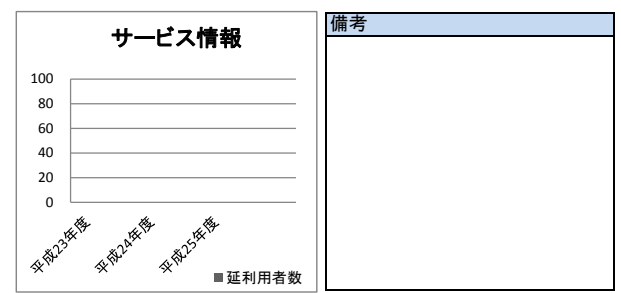 サービス情報
100
80
60
40
20
0
平成23年度
平成24年度
平成25年度
延利用者数
備考